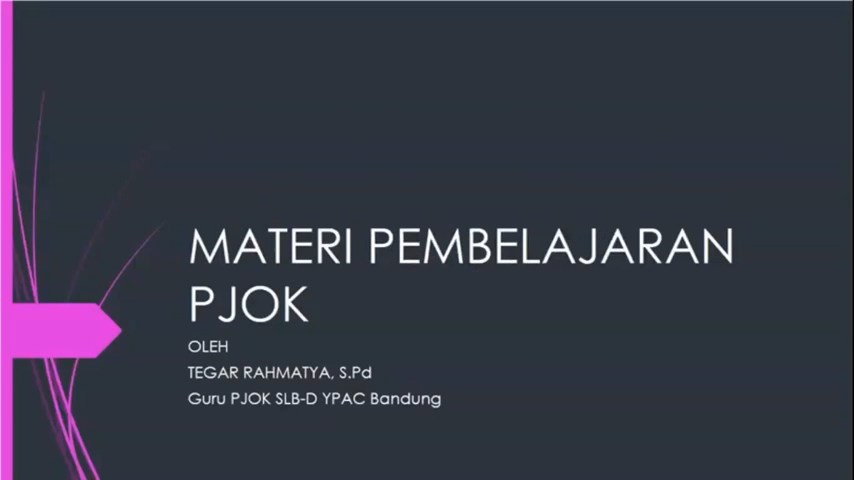 MATERI PEMBELAJARAN
PJOK
OLEH
TEGAR RAHMATYA, S.Pd
Guru PJOK SLB-D YPAC Bandung